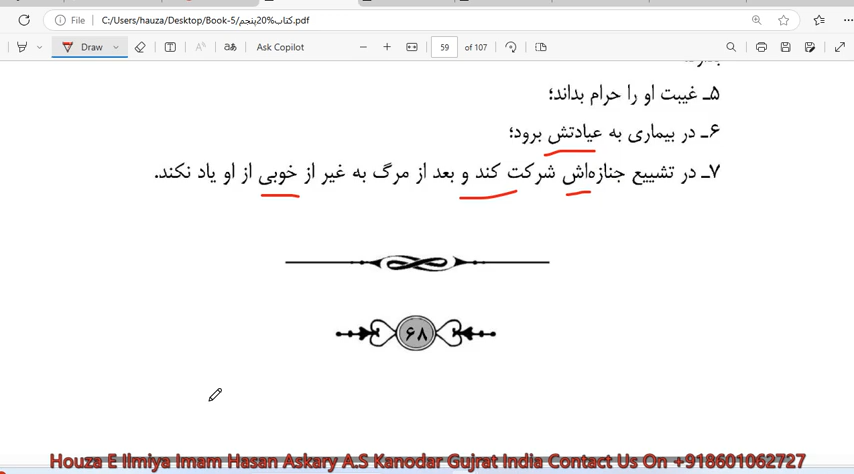 File
C:/Users/hauza/Desktop/Book-5/کتاب%20پنجم.pdf
Draw
Ask Copilot
59 of 107
۵ـ غیبت او را حرام بداند؛
۶ـ در بیماری به عیادتش برود؛
۷ـ در تشییع جنازه‌اش شرکت کند و بعد از مرگ به غیر از خوبی از او یاد نکند.
۶۸
Houza E Ilmiya Imam Hasan Askary A.S Kanodar Gujrat India Contact Us On +918601062727